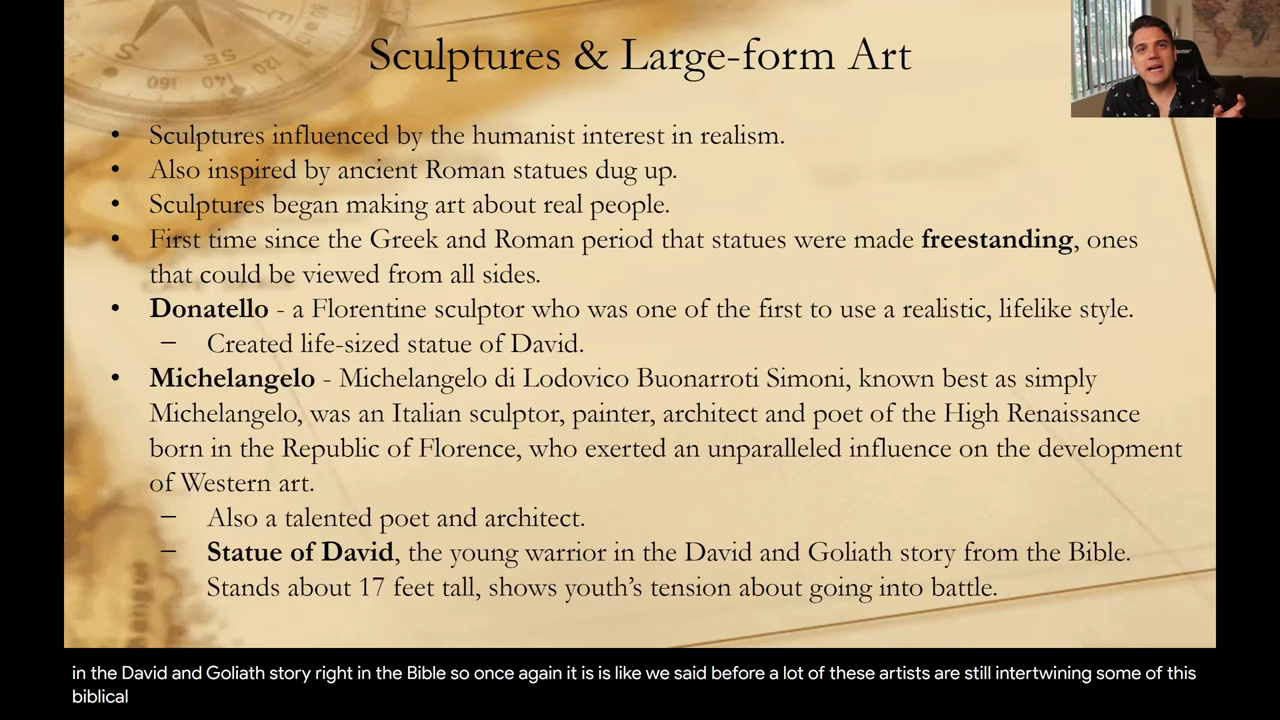 Sculptures & Large-form Art
• Sculptures influenced by the humanist interest in realism.
• Also inspired by ancient Roman statues dug up.
• Sculptures began making art about real people.
• First time since the Greek and Roman period that statues were made freestanding, ones
that could be viewed from all sides.
• Donatello - a Florentine sculptor who was one of the first to use a realistic, lifelike style.
– Created life-sized statue of David.
• Michelangelo - Michelangelo di Lodovico Buonarroti Simoni, known best as simply
Michelangelo, was an Italian sculptor, painter, architect and poet of the High Renaissance
born in the Republic of Florence, who exerted an unparalleled influence on the development
of Western art.
– Also a talented poet and architect.
– Statue of David, the young warrior in the David and Goliath story from the Bible.
Stands about 17 feet tall, shows youth's tension about going into battle.
in the David and Goliath story right in the Bible so once again it is is like we said before a lot of these artists are still intertwining some of this
biblical